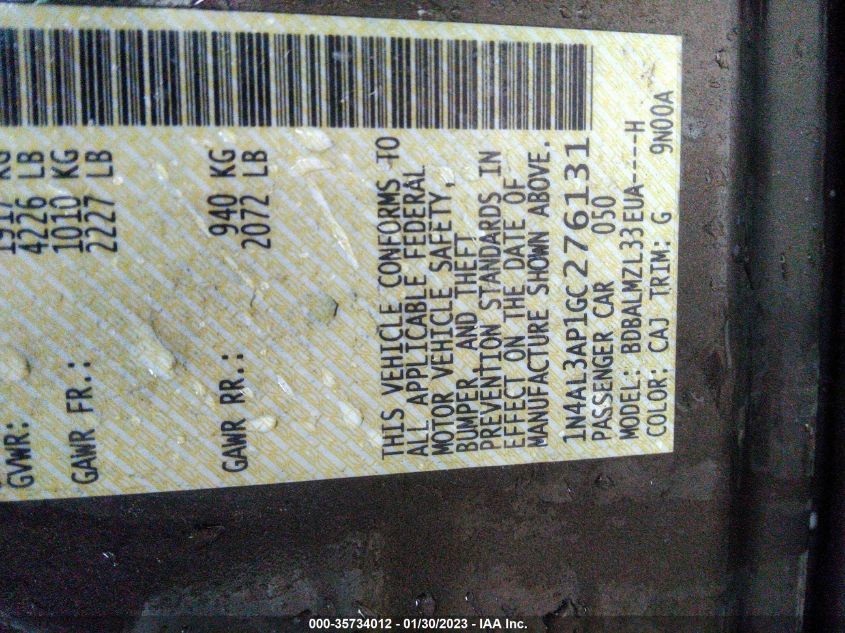 GVWR:
4226 LB
GAWR FR.: 1010 KG
2227 LB
GAWR RR.: 940 KG
2072 LB
THIS VEHICLE CONFORMS TO
ALL APPLICABLE FEDERAL
MOTOR VEHICLE SAFETY,
BUMPER AND THEFT
PREVENTION STANDARDS IN
EFFECT ON THE DATE OF
MANUFACTURE SHOWN ABOVE.
1N4AL3AP1GC276131
PASSENGER CAR 050
MODEL: BDBALMZL33EUA----H
COLOR: CAJ TRIM: G 9N00A
000-35734012 - 01/30/2023 - IAA Inc.